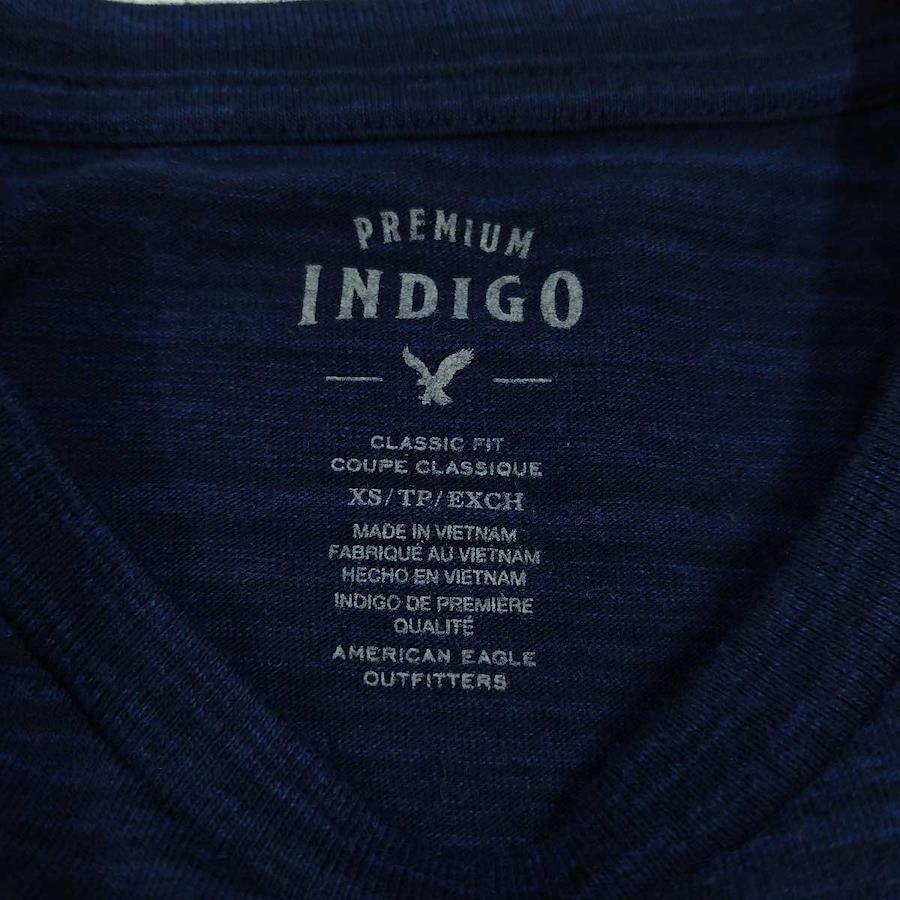 PREMIUM
INDIGO
CLASSIC FIT
COUPE CLASSIQUE
XS/TP/EXCH
MADE IN VIETNAM
FABRIQUÉ AU VIETNAM
HECHO EN VIETNAM
INDIGO DE PREMIÈRE
QUALITÉ
AMERICAN EAGLE
OUTFITTERS